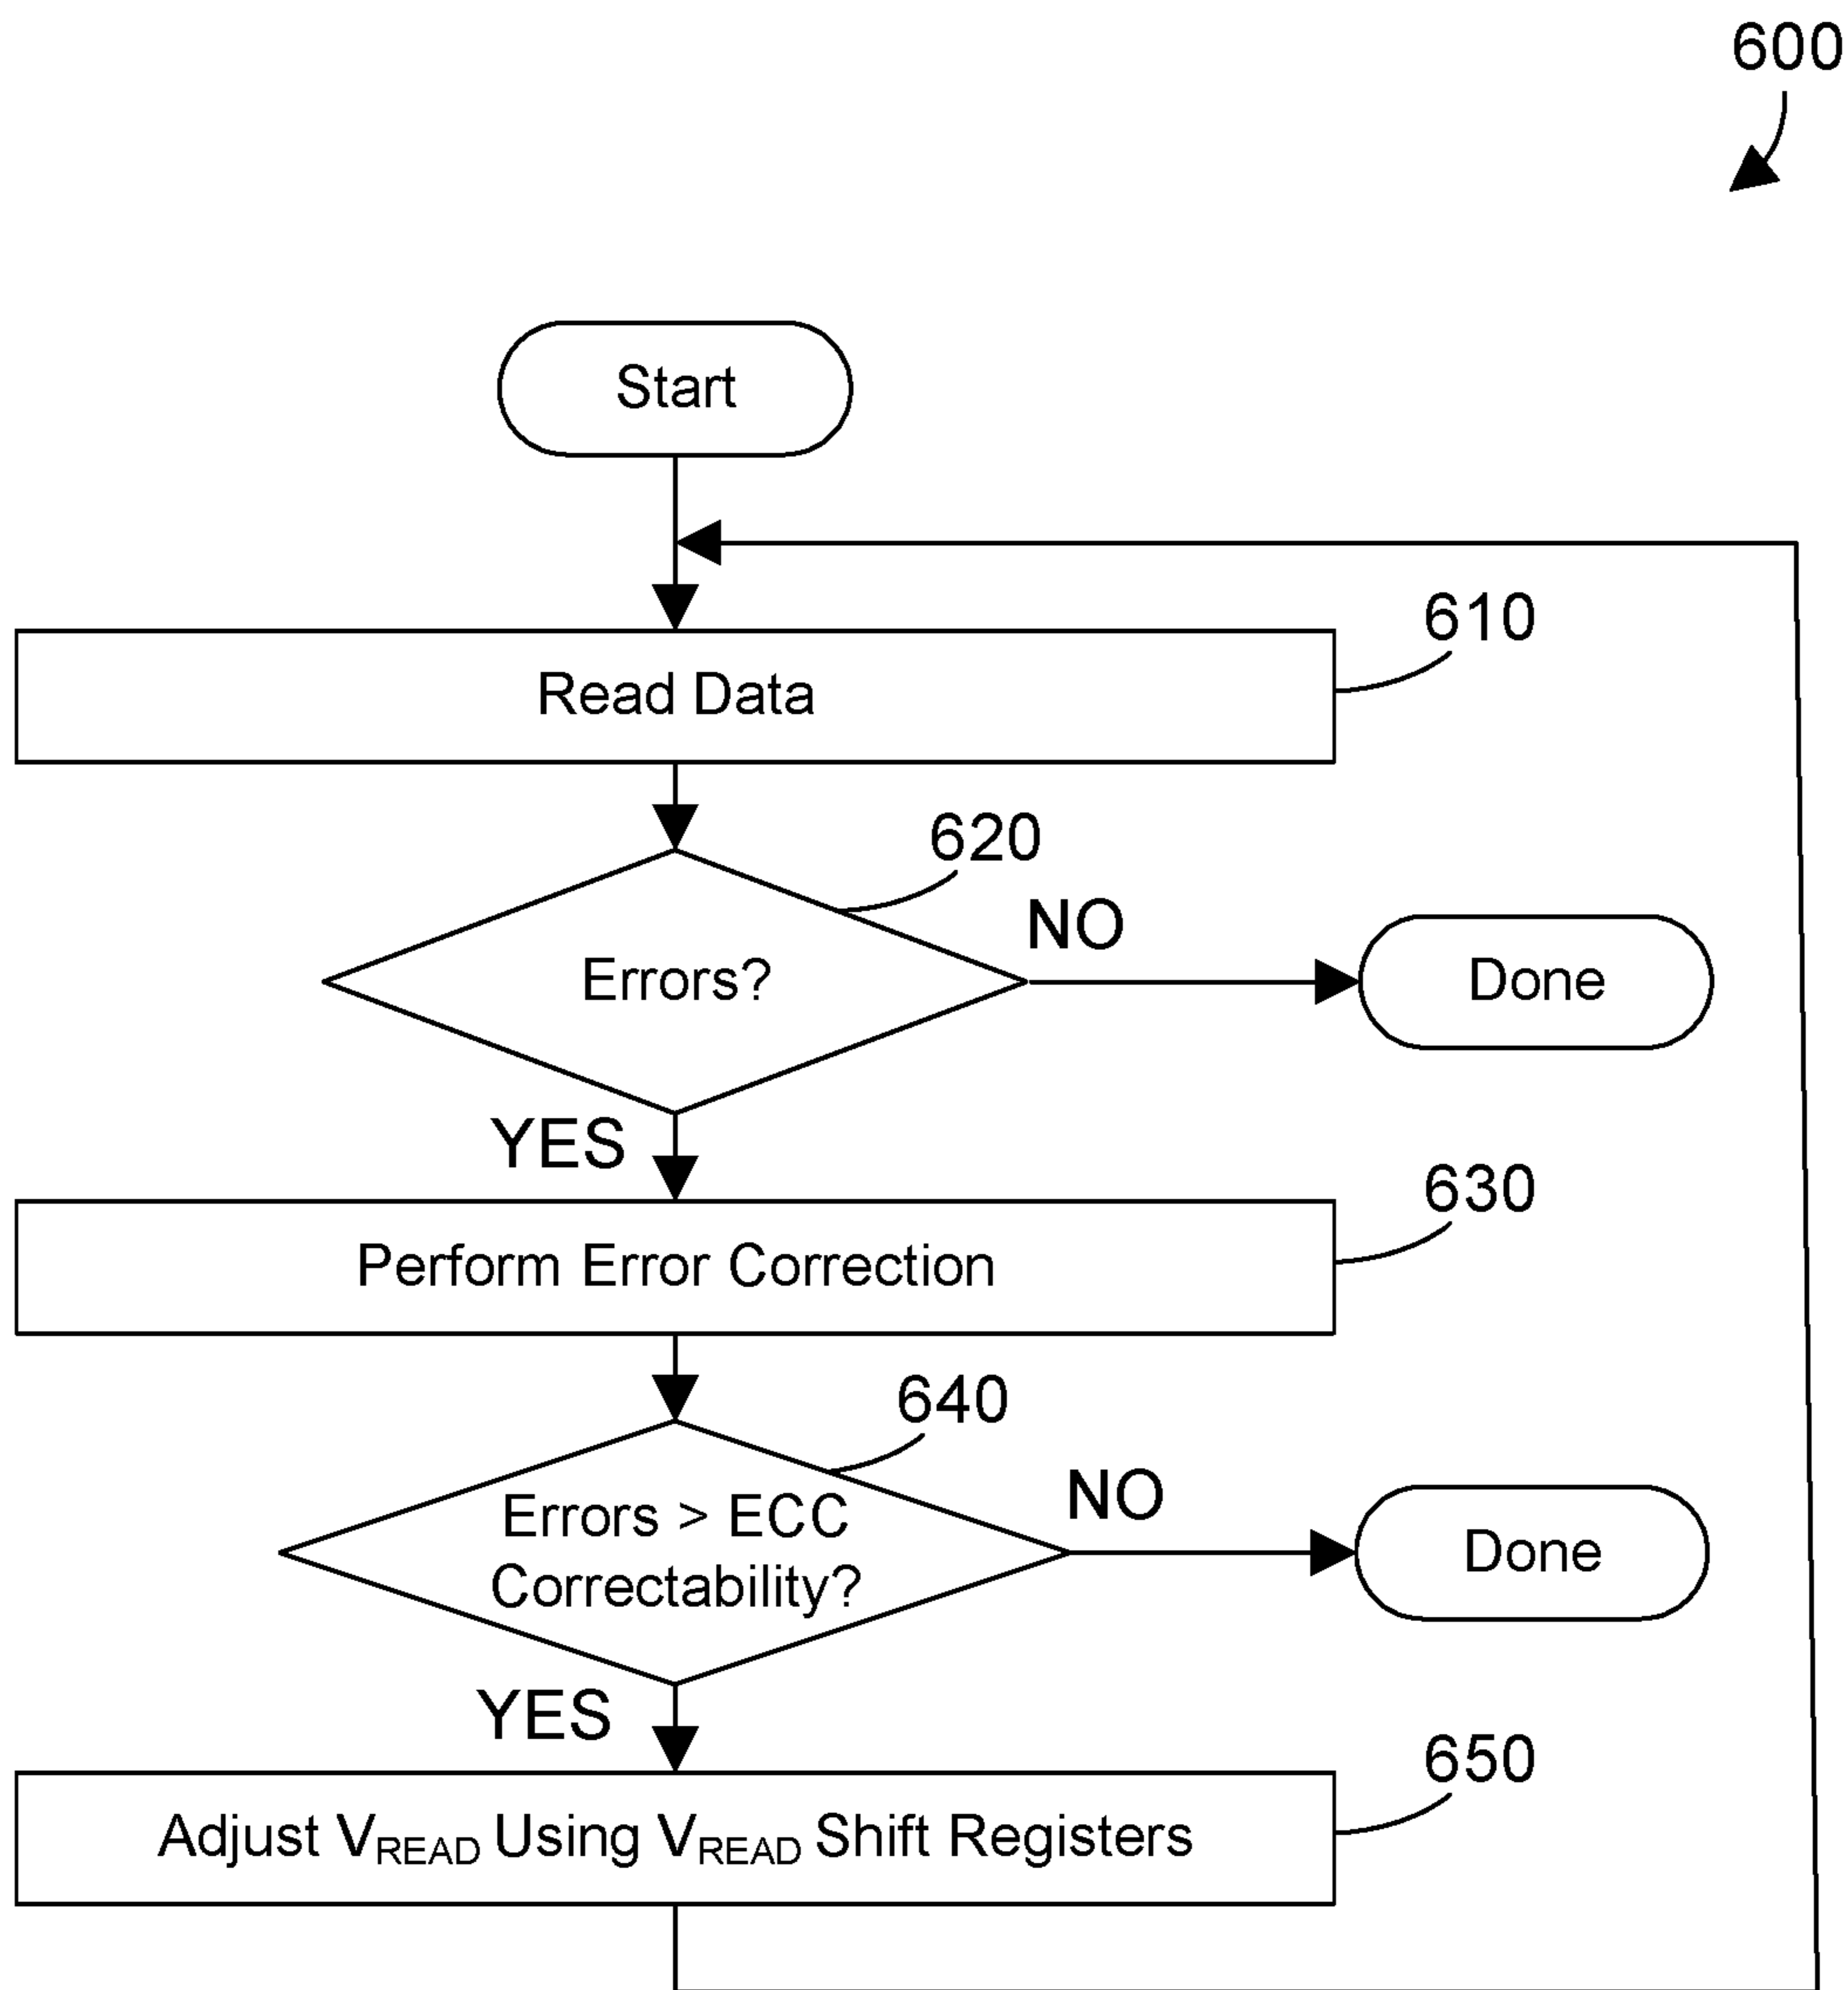 600
Start
610
Read Data
620
NO
Errors?
Done
YES
630
Perform Error Correction
640
NO
Errors > ECC
Correctability?
Done
YES
650
Adjust VREAD Using VREAD Shift Registers